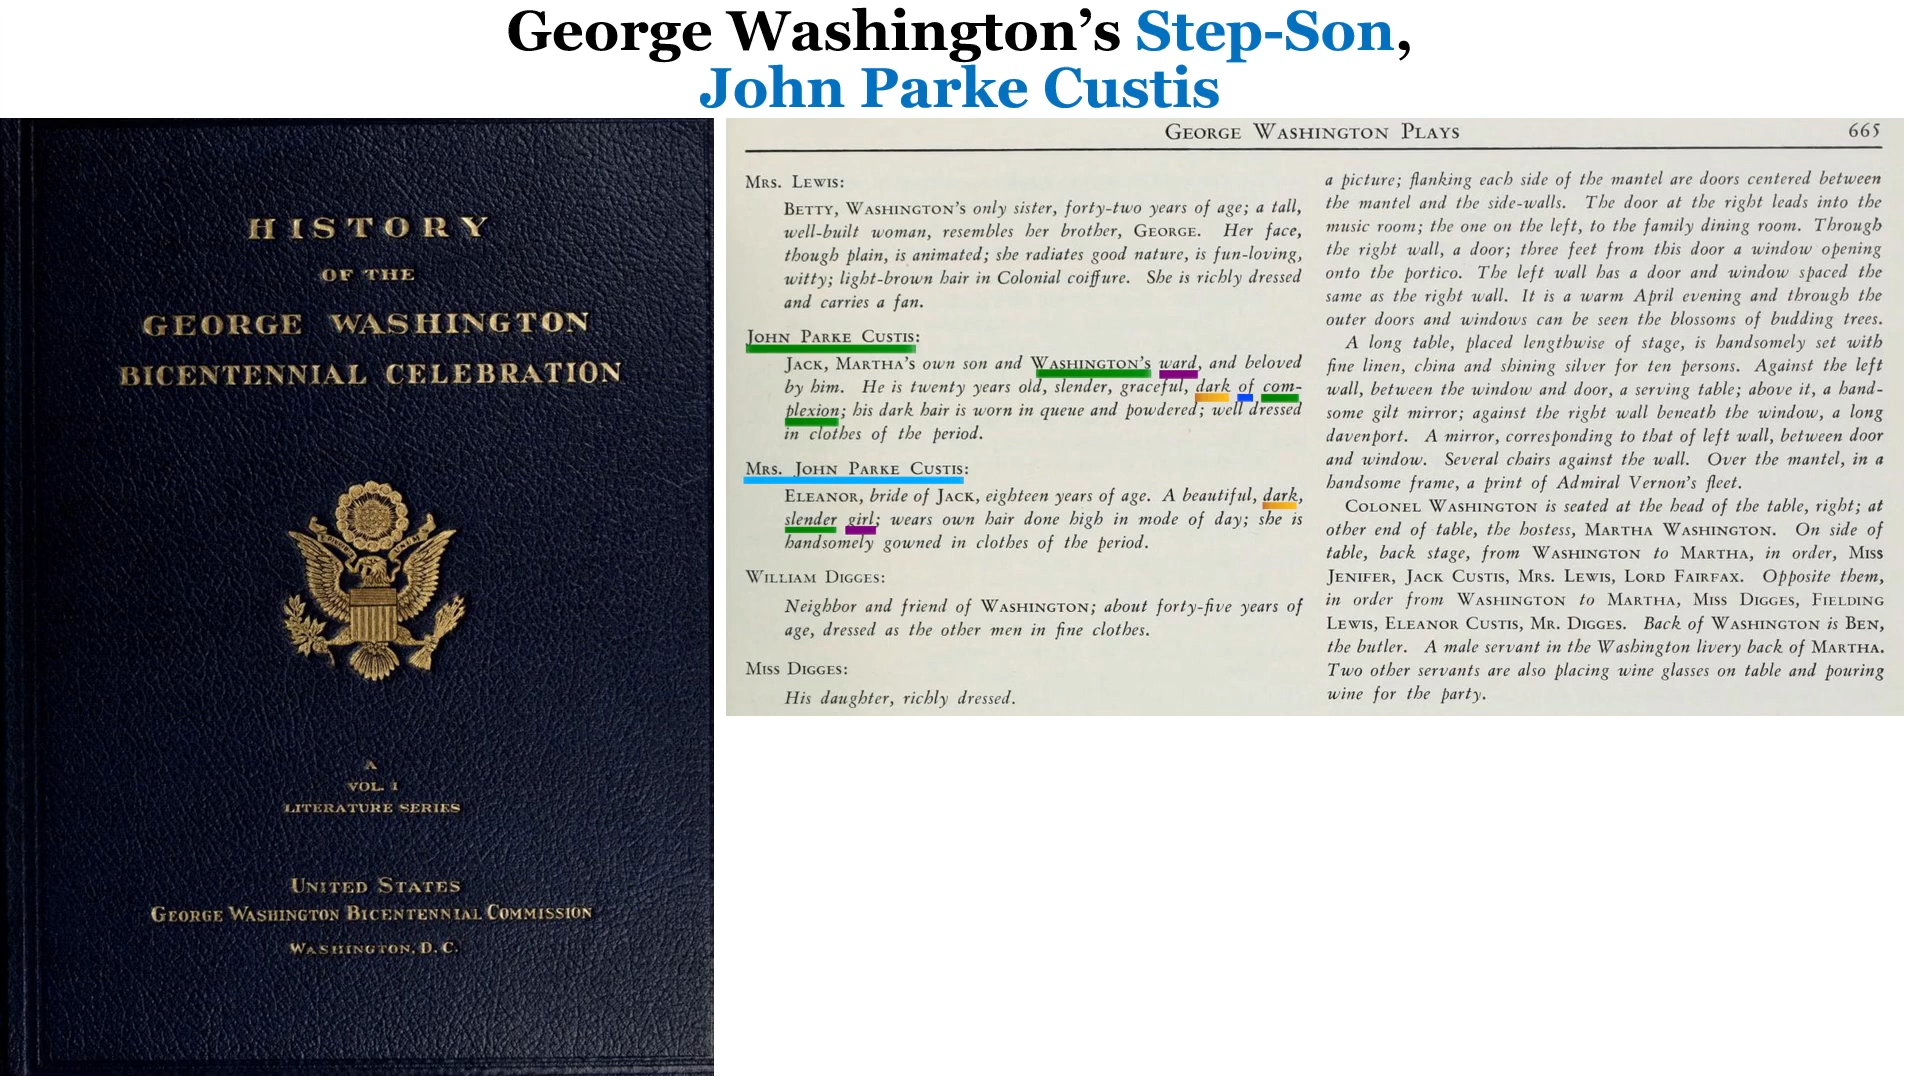 George Washington’s Step-Son,
John Parke Custis
HISTORY
OF THE
GEORGE WASHINGTON
BICENTENNIAL CELEBRATION
VOL. I
LITERATURE SERIES
UNITED STATES
GEORGE WASHINGTON BICENTENNIAL COMMISSION
WASHINGTON, D. C.
GEORGE WASHINGTON PLAYS 665
MRS. LEWIS:
BETTY, WASHINGTON’S only sister, forty-two years of age; a tall,
well-built woman, resembles her brother, GEORGE. Her face,
though plain, is animated; she radiates good nature, is fun-loving,
witty; light-brown hair in Colonial coiffure. She is richly dressed
and carries a fan.
JOHN PARKE CUSTIS:
JACK, MARTHA’S own son and WASHINGTON’S ward, and beloved
by him. He is twenty years old, slender, graceful, dark of com-
plexion; his dark hair is worn in queue and powdered; well dressed
in clothes of the period.
MRS. JOHN PARKE CUSTIS:
ELEANOR, bride of JACK, eighteen years of age. A beautiful, dark,
slender girl; wears own hair done high in mode of day; she is
handsomely gowned in clothes of the period.
WILLIAM DIGGES:
Neighbor and friend of WASHINGTON; about forty-five years of
age, dressed as the other men in fine clothes.
MISS DIGGES:
His daughter, richly dressed.
a picture; flanking each side of the mantel are doors centered between
the mantel and the side-walls. The door at the right leads into the
music room; the one on the left, to the family dining room. Through
the right wall, a door; three feet from this door a window opening
onto the portico. The left wall has a door and window spaced the
same as the right wall. It is a warm April evening and through the
outer doors and windows can be seen the blossoms of budding trees.
A long table, placed lengthwise of stage, is handsomely set with
fine linen, china and shining silver for ten persons. Against the left
wall, between the window and door, a serving table; above it, a hand-
some gilt mirror; against the right wall beneath the window, a long
davenport. A mirror, corresponding to that of left wall, between door
and window. Several chairs against the wall. Over the mantel, in a
handsome frame, a print of Admiral Vernon’s fleet.
COLONEL WASHINGTON is seated at the head of the table, right; at
other end of table, the hostess, MARTHA WASHINGTON. On side of
table, back stage, from WASHINGTON to MARTHA, in order, MISS
JENIFER, JACK CUSTIS, MRS. LEWIS, LORD FAIRFAX. Opposite them,
in order from WASHINGTON to MARTHA, MISS DIGGES, FIELDING
LEWIS, ELEANOR CUSTIS, MR. DIGGES. Back of WASHINGTON is BEN,
the butler. A male servant in the Washington livery back of MARTHA.
Two other servants are also placing wine glasses on table and pouring
wine for the party.